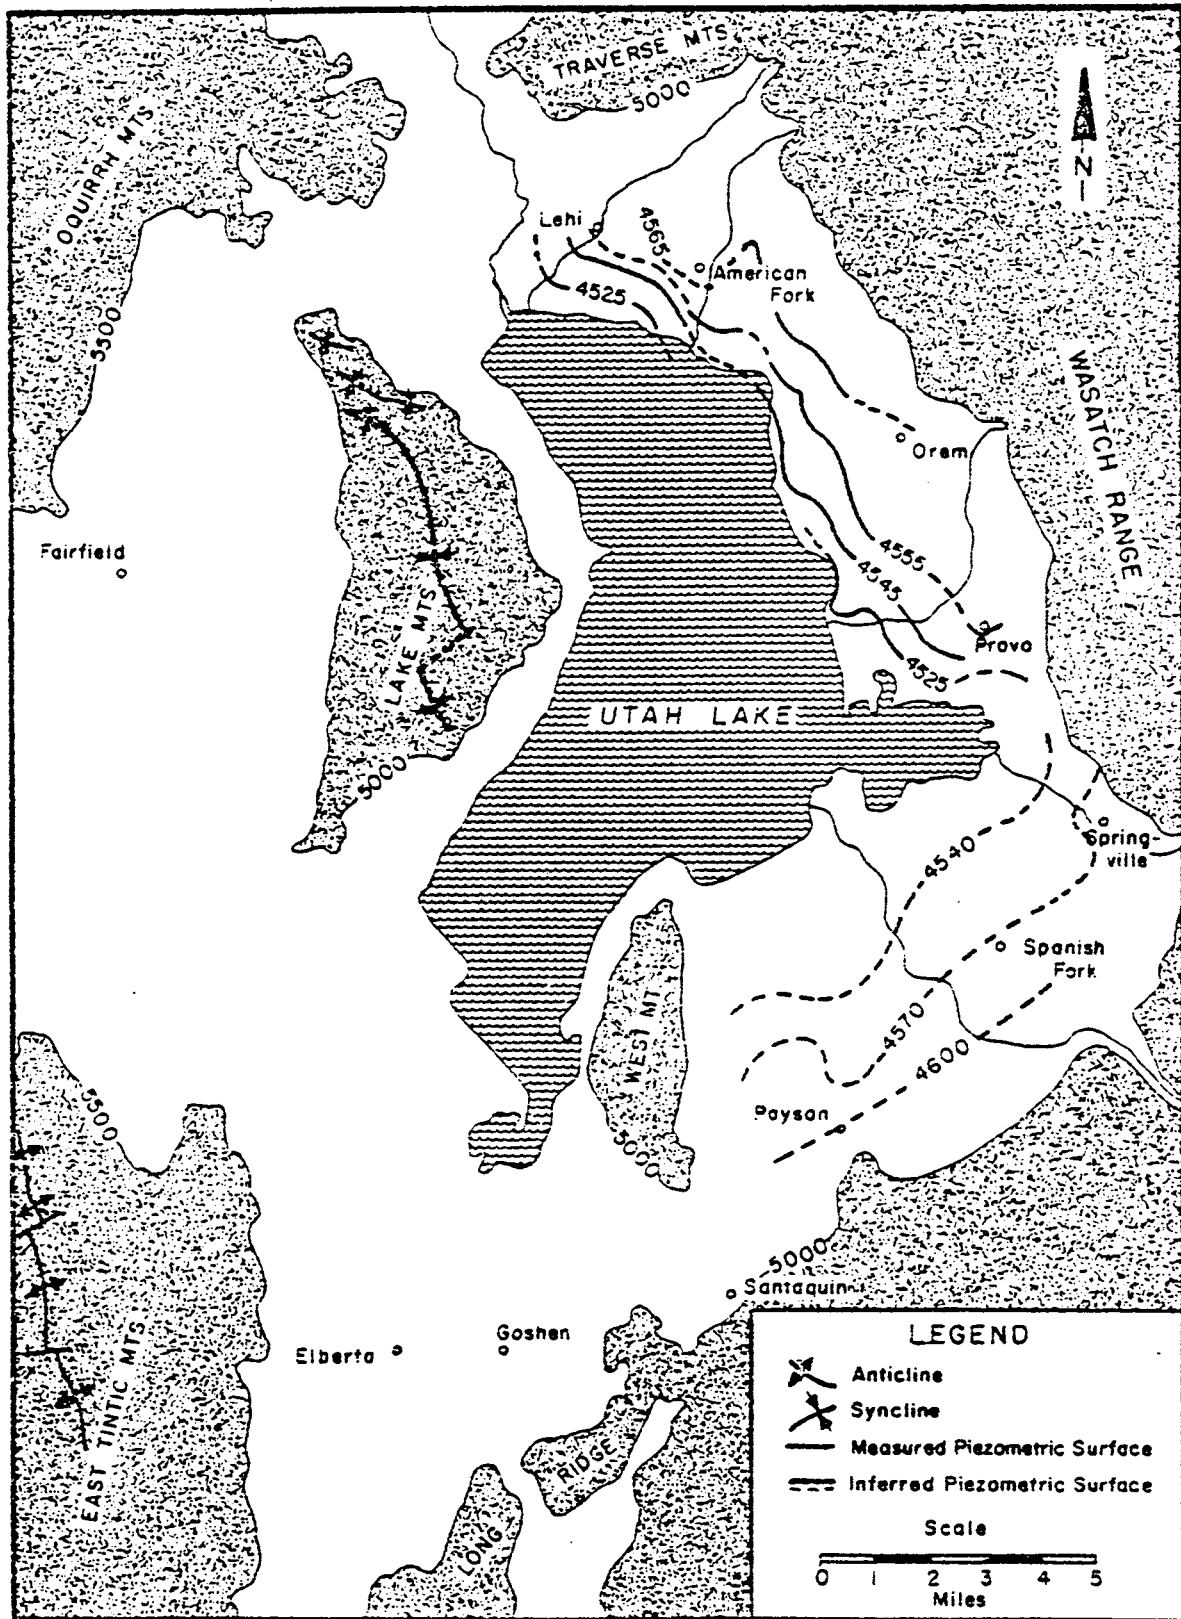 TRAVERSE MTS
5000
OQUIRRH MTS
5500
N
Lehi
4565
American
Fork
4525
WASATCH RANGE
Orem
Fairfield
4555
4545
Provo
4525
LAKE MTS
5000
UTAH LAKE
Spring-
ville
4540
Spanish
Fork
WEST MT
5000
4570
4600
Payson
5500
5000
Santaquin
Elberta
Goshen
EAST TINTIC MTS
LONG
RIDGE
LEGEND
Anticline
Syncline
Measured Piezometric Surface
Inferred Piezometric Surface
Scale
0 1 2 3 4 5
Miles